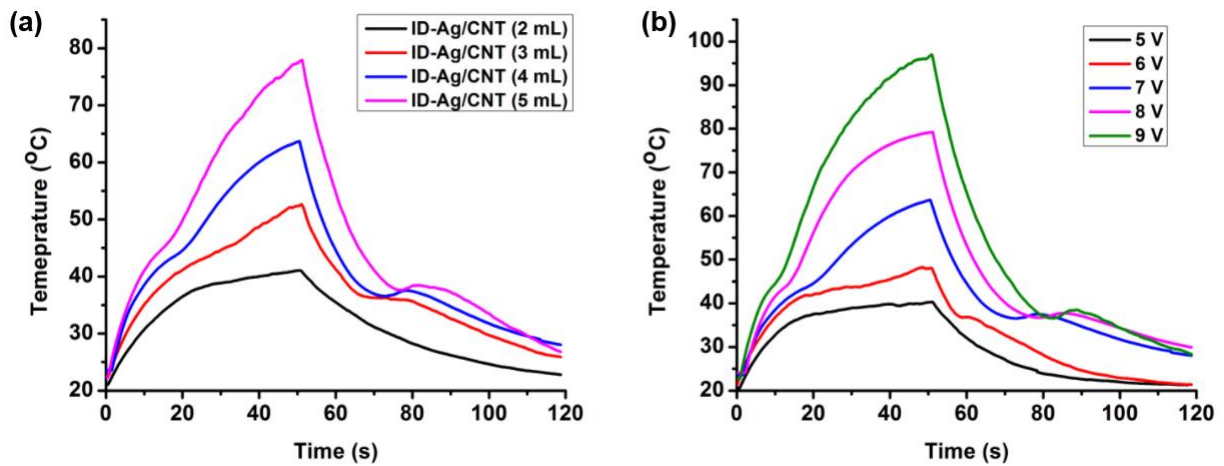 (a)
ID-Ag/CNT (2 mL)
ID-Ag/CNT (3 mL)
ID-Ag/CNT (4 mL)
ID-Ag/CNT (5 mL)
80
70
60
50
40
30
20
Temeprature (°C)
0 20 40 60 80 100 120
Time (s)
(b)
5 V
6 V
7 V
8 V
9 V
100
90
80
70
60
50
40
30
20
Temperature (°C)
0 20 40 60 80 100 120
Time (s)